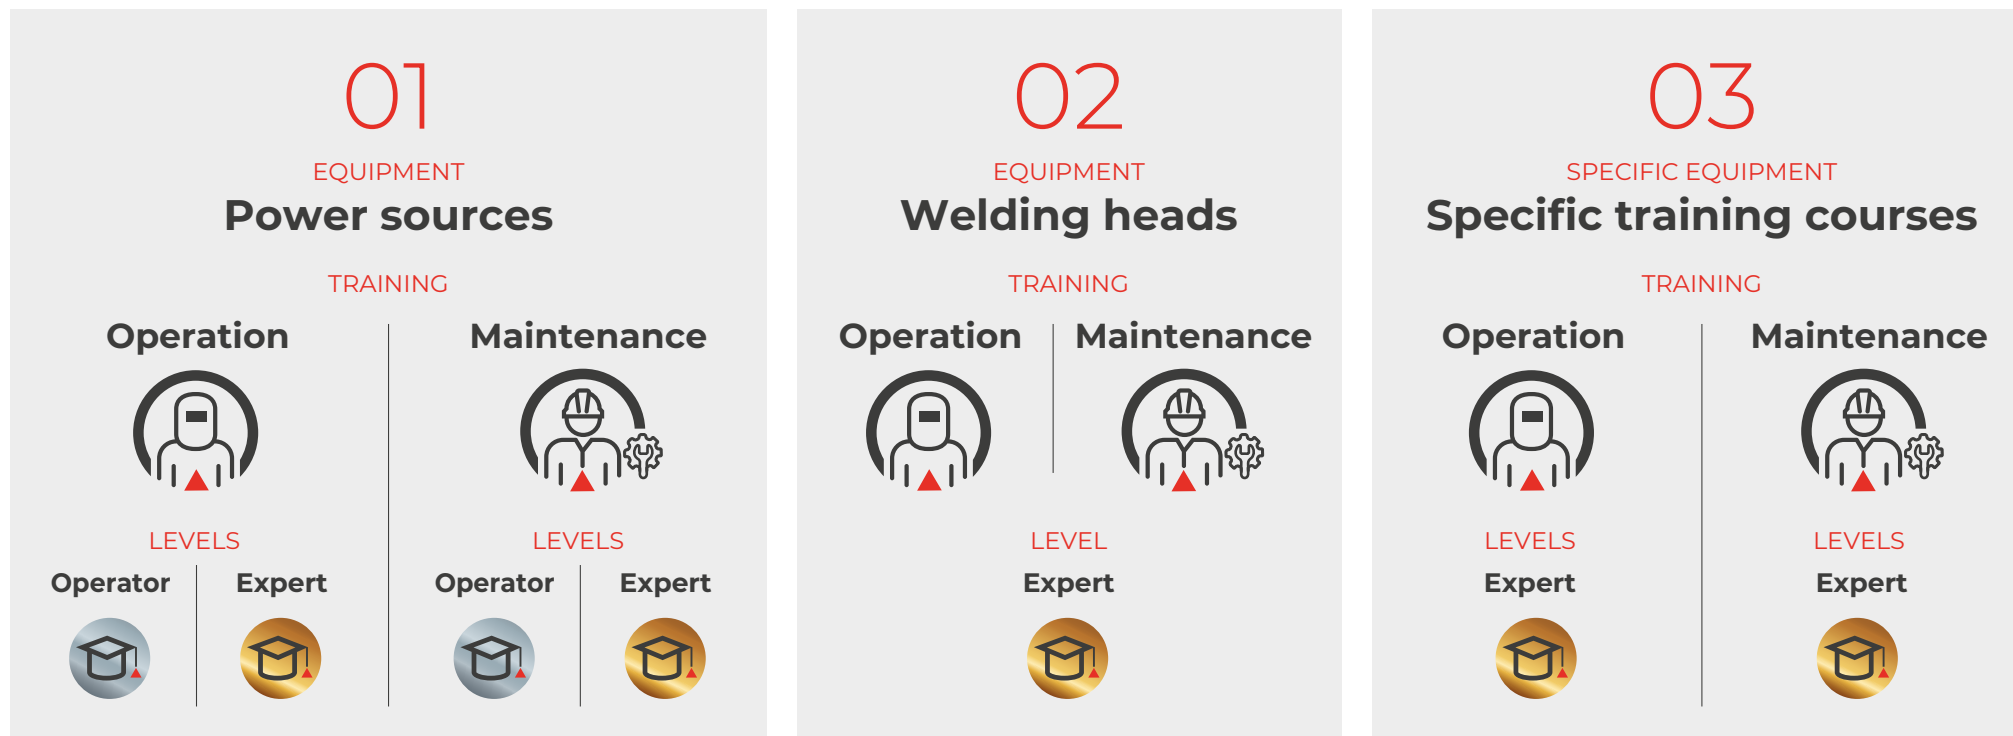 01
EQUIPMENT
Power sources
TRAINING
Operation
Maintenance
LEVELS
LEVELS
Operator
Expert
Operator
Expert
02
EQUIPMENT
Welding heads
TRAINING
Operation
Maintenance
LEVEL
Expert
03
SPECIFIC EQUIPMENT
Specific training courses
TRAINING
Operation
Maintenance
LEVELS
LEVELS
Expert
Expert